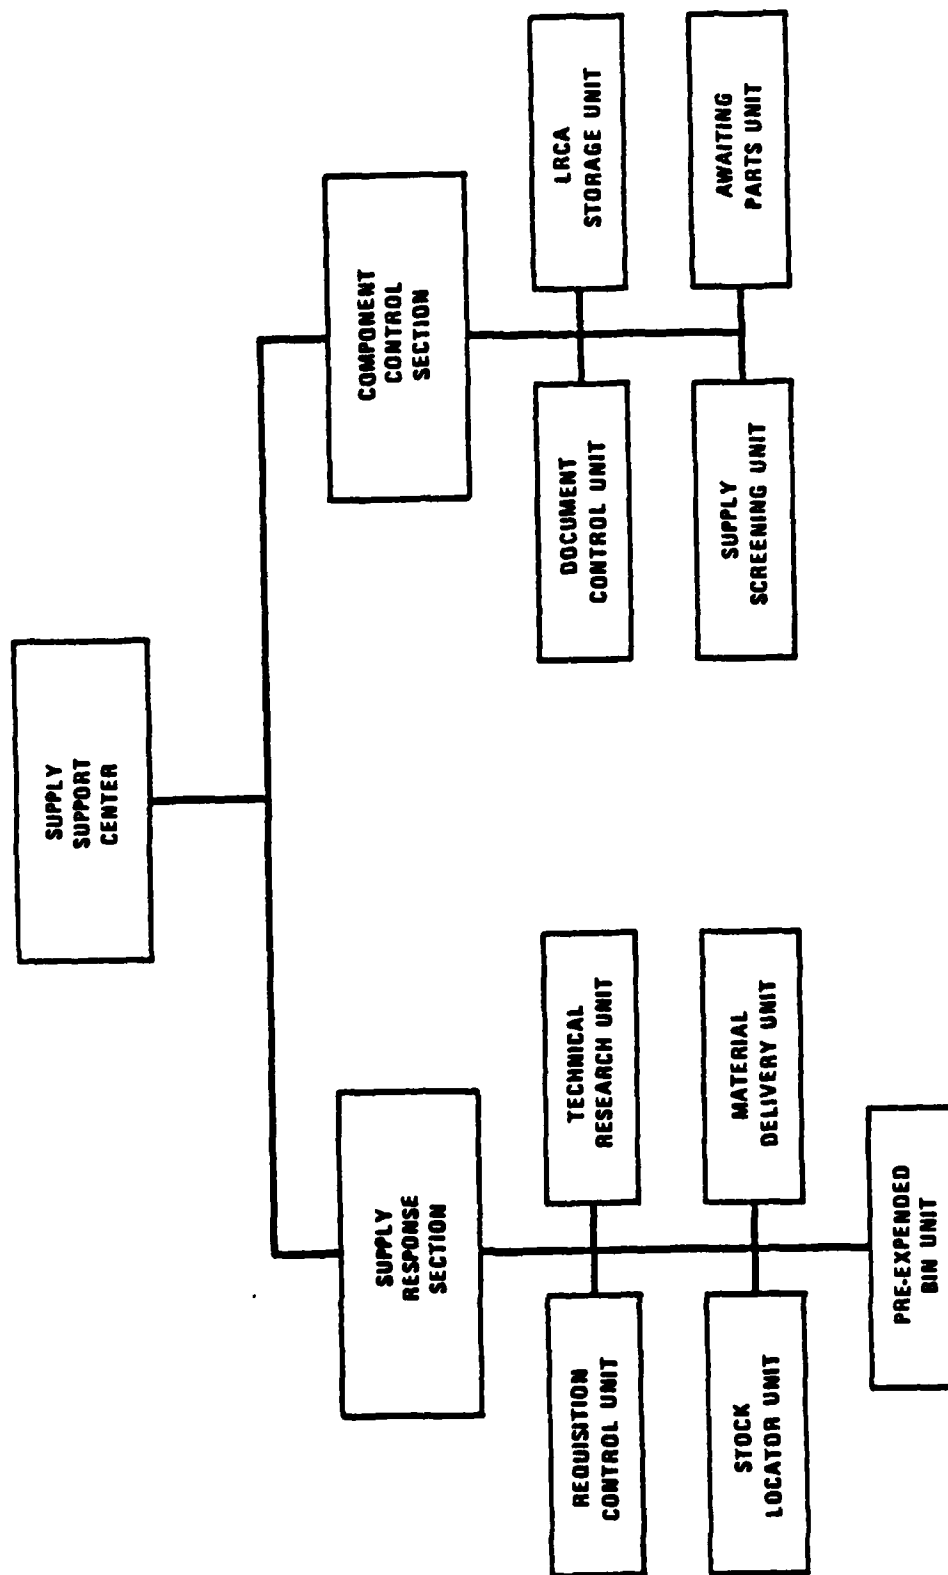 SUPPLY
SUPPORT
CENTER
SUPPLY
RESPONSE
SECTION
COMPONENT
CONTROL
SECTION
REQUISITION
CONTROL UNIT
TECHNICAL
RESEARCH UNIT
DOCUMENT
CONTROL UNIT
LRCA
STORAGE UNIT
STOCK
LOCATOR UNIT
MATERIAL
DELIVERY UNIT
SUPPLY
SCREENING UNIT
AWAITING
PARTS UNIT
PRE-EXPENDED
BIN UNIT